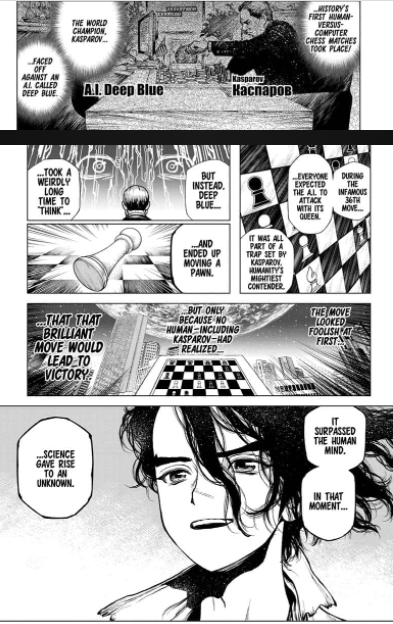 ...HISTORY'S
FIRST HUMAN-
VERSUS-
COMPUTER
CHESS MATCHES
TOOK PLACE!
THE WORLD
CHAMPION,
KASPAROV...
...FACED
OFF
AGAINST AN
A.I. CALLED
DEEP BLUE.
Kasparov
Каспаров
A.I. Deep Blue
DURING
THE
INFAMOUS
36TH
MOVE...
...EVERYONE
EXPECTED
THE A.I. TO
ATTACK
WITH ITS
QUEEN.
IT WAS ALL
PART OF A
TRAP SET BY
KASPAROV,
HUMANITY'S
MIGHTIEST
CONTENDER.
BUT
INSTEAD,
DEEP
BLUE...
...TOOK A
WEIRDLY
LONG
TIME TO
"THINK"...
...AND
ENDED UP
MOVING A
PAWN.
THE MOVE
LOOKED
FOOLISH AT
FIRST...
...BUT ONLY
BECAUSE NO
HUMAN—INCLUDING
KASPAROV—HAD
REALIZED...
...THAT THAT
BRILLIANT
MOVE WOULD
LEAD TO
VICTORY.
IT
SURPASSED
THE HUMAN
MIND.
IN THAT
MOMENT...
...SCIENCE
GAVE RISE
TO AN
UNKNOWN.